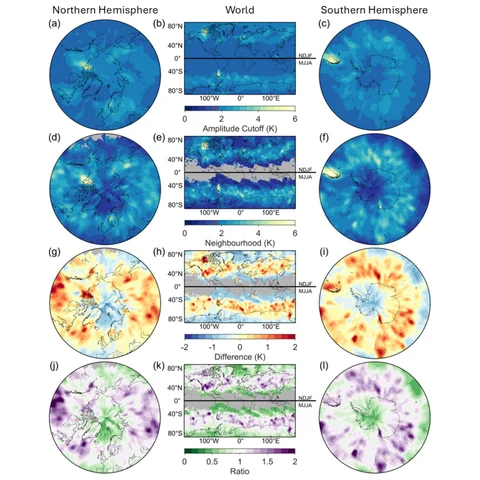 Northern Hemisphere World Southern Hemisphere
(a) (b) (c)
80°N
40°N
0° NDJF
MJJA
40°S
80°S
100°W 0° 100°E
0 2 4 6
Amplitude Cutoff (K)
(d) (e) (f)
80°N
40°N
0° NDJF
MJJA
40°S
80°S
100°W 0° 100°E
0 2 4 6
Neighbourhood (K)
(g) (h) (i)
80°N
40°N
0° NDJF
MJJA
40°S
80°S
100°W 0° 100°E
-2 -1 0 1 2
Difference (K)
(j) (k) (l)
80°N
40°N
0° NDJF
MJJA
40°S
80°S
100°W 0° 100°E
0 0.5 1 1.5 2
Ratio